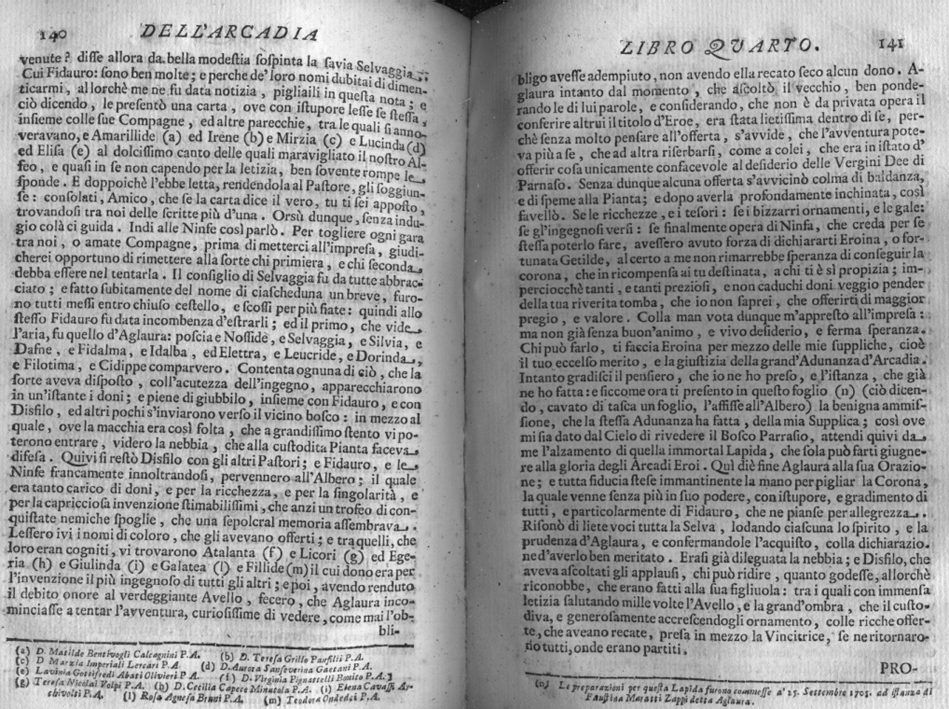 140 DELL'ARCADIA
venute? disse allora da bella modestia sospinta la savia Selvaggia.;
Cui Fidauro: sono ben molte; e perche de' loro nomi dubitai di dimen-
ticarmi, allorchè me ne fu data notizia, pigliaili in questa nota; e
ciò dicendo, le presentò una carta, ove con istupore lesse se stessa,
insieme colle sue Compagne, ed altre parecchie, tra le quali si anno-
veravano, e Amarillide (a) ed Irene (b) e Mirzia (c) e Lucinda (d)
ed Elisa (e) al dolcissimo canto delle quali maravigliato il nostro Al-
feo, e quasi in se non capendo per la letizia, ben sovente rompe le
sponde. E doppoichè l'ebbe letta, rendendola al Pastore, gli soggiun-
se: consolati, Amico, che se la carta dice il vero, tu ti sei apposto,
trovandosi tra noi delle scritte più d'una. Orsù dunque, senza indu-
gio colà ci guida. Indi alle Ninfe così parlò. Per togliere ogni gara
tra noi, o amate Compagne, prima di metterci all'impresa, giudi-
cherei opportuno di rimettere alla sorte chi primiera, e chi seconda
debba essere nel tentarla. Il consiglio di Selvaggia fu da tutte abbrac-
ciato; e fatto subitamente del nome di ciascheduna un breve, furo-
no tutti messi entro chiuso cestello, e scossi per più fiate: quindi allo
stesso Fidauro fu data incombenza d'estrarli; ed il primo, che vide
l'aria, fu quello d'Aglaura: poscia e Nosside, e Selvaggia, e Silvia, e
Dafne, e Fidalma, e Idalba, ed Elettra, e Leucride, e Dorinda,
e Filotima, e Cidippe comparvero. Contenta ognuna di ciò, che la
sorte aveva disposto, coll'acutezza dell'ingegno, apparecchiarono
in un'istante i doni; e piene di giubbilo, insieme con Fidauro, e con
Disfilo, ed altri pochi s'inviarono verso il vicino bosco: in mezzo al
quale, ove la macchia era così folta, che a grandissimo stento vi po-
terono entrare, videro la nebbia, che alla custodita Pianta faceva
difesa. Quivi si restò Disfilo con gli altri Pastori; e Fidauro, e le
Ninfe francamente innoltrandosi, pervennero all'Albero; il quale
era tanto carico di doni, e per la ricchezza, e per la singolarità, e
per la capricciosa invenzione stimabilissimi, che anzi un trofeo di con-
quistate nemiche spoglie, che una sepolcral memoria assembrava.
Lessero ivi i nomi di coloro, che gli avevano offerti; e tra quelli, che
loro eran cogniti, vi trovarono Atalanta (f) e Licori (g) ed Ege-
ria (h) e Giulinda (i) e Galatea (l) e Fillide (m) il cui dono era per
l'invenzione il più ingegnoso di tutti gli altri; e poi, avendo renduto
il debito onore al verdeggiante Avello, fecero, che Aglaura inco-
minciasse a tentar l'avventura, curiosissime di vedere, come mai l'ob-
bli-
(a) D. Matilde Bentivogli Calcagnini P.A. (b) D. Teresa Grillo Panfilli P.A.
(c) D. Marzia Imperiali Lercari P.A. (d) D. Aurora Sanseverina Gaetani P.A.
(e) Lavinia Gottifredi Abati Olivieri P.A. (f) D. Virginia Pignattelli Bonito P.A.
(g) Teresa Nicolai Volpi P.A. (h) D. Cecilia Capece Minutola P.A. (i) Elena Cavassi Ar-
chivolti P.A. (l) Rosa Agnesa Bruni P.A. (m) Teodora Ondedei P.A.
LIBRO QVARTO. 141
bligo avesse adempiuto, non avendo ella recato seco alcun dono. A-
glaura intanto dal momento, che ascoltò il vecchio, ben ponde-
rando le di lui parole, e considerando, che non è da privata opera il
conferire altrui il titolo d'Eroe, era stata lietissima dentro di se, per-
chè senza molto pensare all'offerta, s'avvide, che l'avventura pote-
va più a se, che ad altra riserbarsi, come a colei, che era in istato d'
offerir cosa unicamente confacevole al desiderio delle Vergini Dee di
Parnaso. Senza dunque alcuna offerta s'avvicinò colma di baldanza,
e di speme alla Pianta; e dopo averla profondamente inchinata, così
favellò. Se le ricchezze, e i tesori: se i bizzarri ornamenti, e le gale:
se gl'ingegnosi versi: se finalmente opera di Ninfa, che creda per se
stessa poterlo fare, avessero avuto forza di dichiararti Eroina, o for-
tunata Getilde, al certo a me non rimarrebbe speranza di conseguir la
corona, che in ricompensa ai tu destinata, a chi ti è sì propizia; im-
perciocchè tanti, e tanti preziosi, e non caduchi doni veggio pender
della tua riverita tomba, che io non saprei, che offerirti di maggior
pregio, e valore. Colla man vota dunque m'appresto all'impresa:
ma non già senza buon'animo, e vivo desiderio, e ferma speranza.
Chi può farlo, ti faccia Eroina per mezzo delle mie suppliche, cioè
il tuo eccelso merito, e la giustizia della grand'Adunanza d'Arcadia.
Intanto gradisci il pensiero, che io ne ho preso, e l'istanza, che già
ne ho fatta: e siccome ora ti presento in questo foglio (n) (ciò dicen-
do, cavato di tasca un foglio, l'affisse all'Albero) la benigna ammis-
sione, che la stessa Adunanza ha fatta, della mia Supplica; così ove
mi sia dato dal Cielo di rivedere il Bosco Parrasio, attendi quivi da
me l'alzamento di quella immortal Lapida, che sola può farti giugne-
re alla gloria degli Arcadi Eroi. Quì diè fine Aglaura alla sua Orazio-
ne; e tutta fiducia stese immantinente la mano per pigliar la Corona,
la quale venne senza più in suo podere, con istupore, e gradimento di
tutti, e particolarmente di Fidauro, che ne pianse per allegrezza.
Risonò di liete voci tutta la Selva, lodando ciascuna lo spirito, e la
prudenza d'Aglaura, e confermandole l'acquisto, colla dichiarazio-
ne d'averlo ben meritato. Erasi già dileguata la nebbia; e Disfilo, che
aveva ascoltati gli applausi, chi può ridire, quanto godesse, allorchè
riconobbe, che erano fatti alla sua figliuola: tra i quali con immensa
letizia salutando mille volte l'Avello, e la grand'ombra, che il custo-
diva, e generosamente accrescendogli ornamento, colle ricche offer-
te, che aveano recate, presa in mezzo la Vincitrice, se ne ritornaro-
no tutti, onde erano partiti.
PRO-
(n) Le preparazioni per questa Lapida furono commesse a' 15. Settembre 1705. ad istanza di
Faustina Maratti Zappi detta Aglaura.